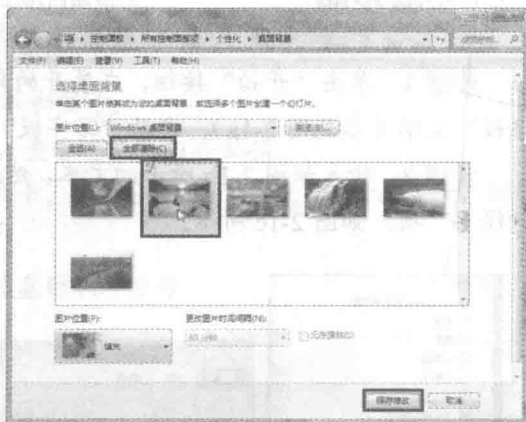 控制面板 ▸ 所有控制面板项 ▸ 个性化 ▸ 桌面背景
文件(F) 编辑(E) 查看(V) 工具(T) 帮助(H)
选择桌面背景
单击某个图片使其成为您的桌面背景，或选择多个图片创建一个幻灯片。
图片位置(L): Windows 桌面背景 浏览(B)...
全选(A) 全部清除(C)
图片位置(P): 更改图片时间间隔(N):
填充 30 分钟 无序播放(S)
保存修改 取消